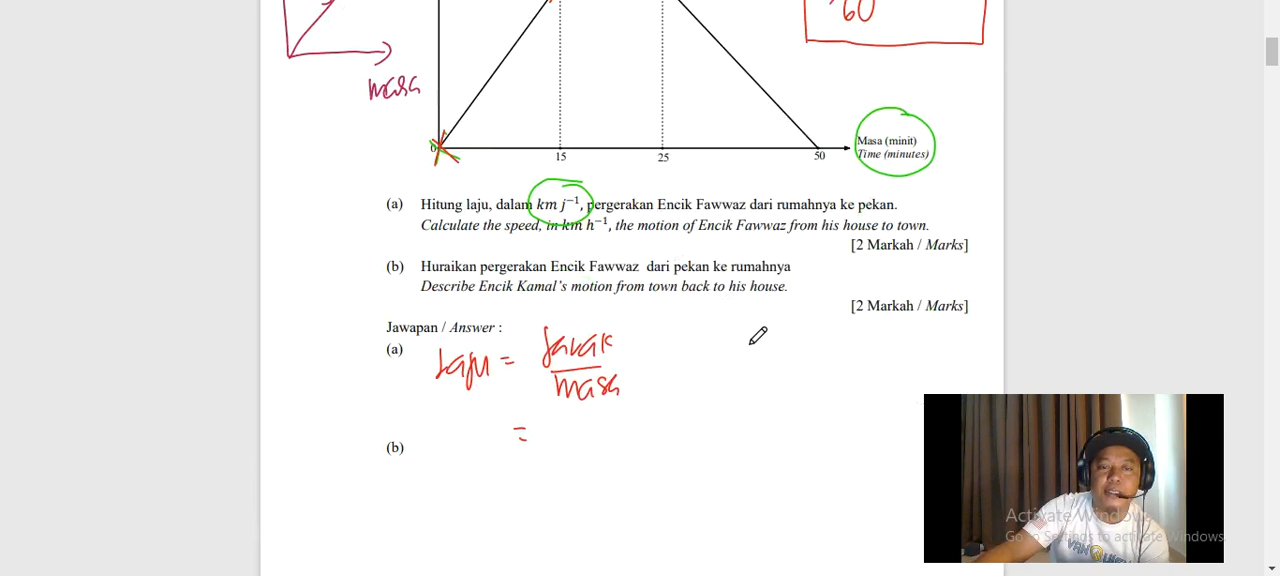 60
masa
0
15
25
50
Masa (minit)
Time (minutes)
(a) Hitung laju, dalam km j⁻¹, pergerakan Encik Fawwaz dari rumahnya ke pekan.
Calculate the speed, in km h⁻¹, the motion of Encik Fawwaz from his house to town.
[2 Markah / Marks]
(b) Huraikan pergerakan Encik Fawwaz dari pekan ke rumahnya
Describe Encik Kamal's motion from town back to his house.
[2 Markah / Marks]
Jawapan / Answer :
(a) Laju = Jarak
masa
=
(b)
Activate Windows
Go to Settings to activate Windows.